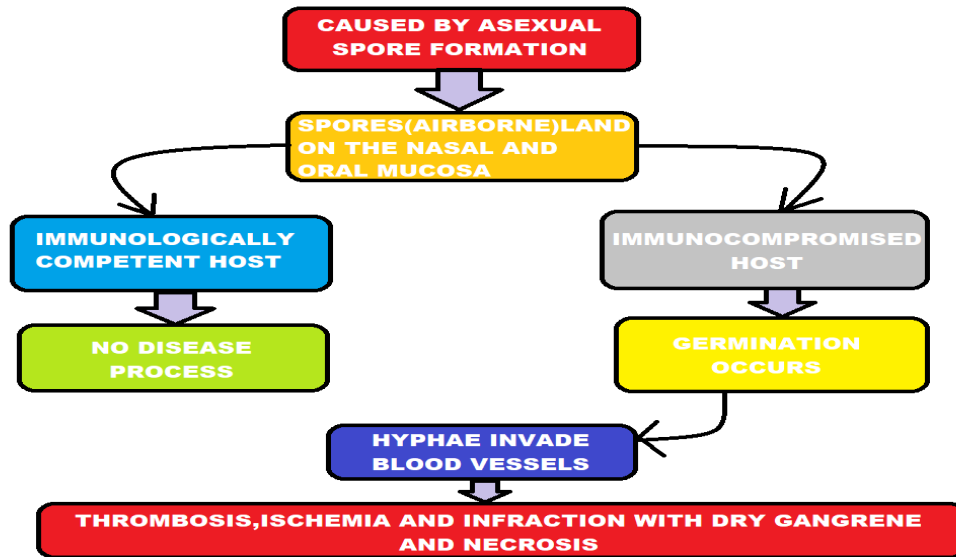 CAUSED BY ASEXUAL
SPORE FORMATION
SPORES(AIRBORNE)LAND
ON THE NASAL AND
ORAL MUCOSA
IMMUNOLOGICALLY
COMPETENT HOST
IMMUNOCOMPROMISED
HOST
NO DISEASE
PROCESS
GERMINATION
OCCURS
HYPHAE INVADE
BLOOD VESSELS
THROMBOSIS,ISCHEMIA AND INFRACTION WITH DRY GANGRENE
AND NECROSIS